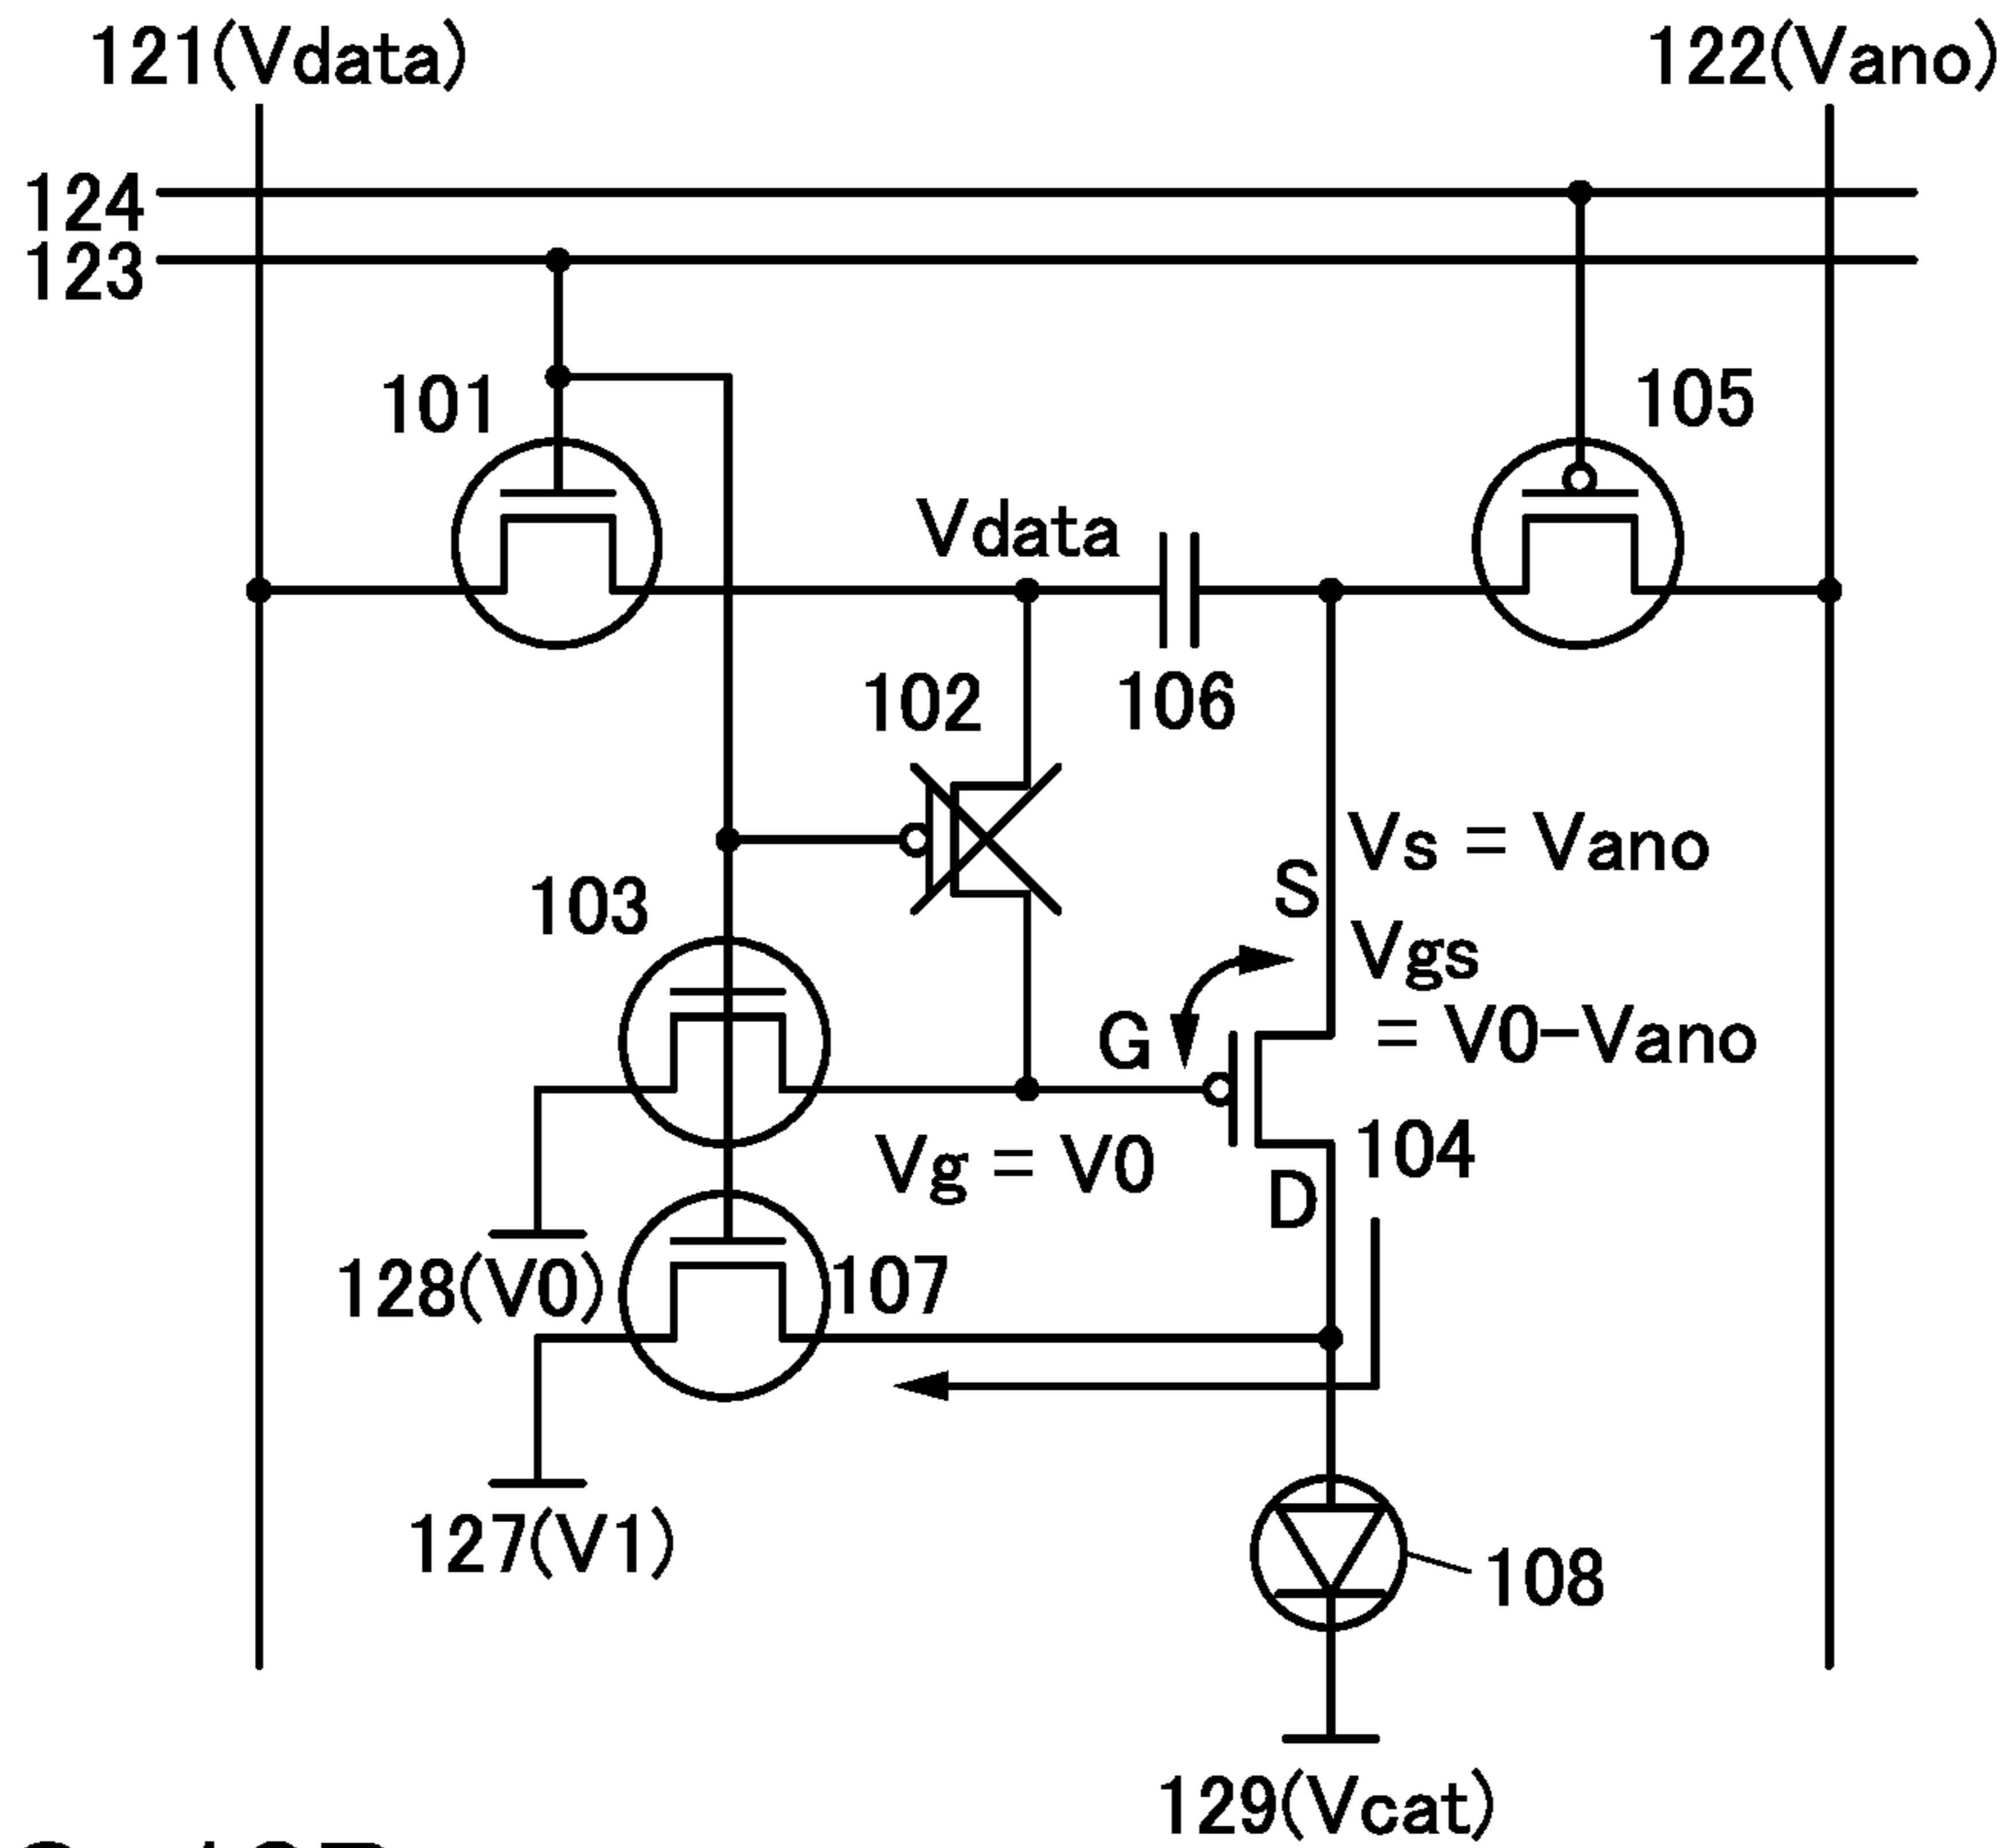 121(Vdata)
122(Vano)
124
123
101
105
Vdata
102
106
Vs = Vano
S
103
Vgs
= V0-Vano
G
104
Vg = V0
D
128(V0)
107
127(V1)
108
129(Vcat)